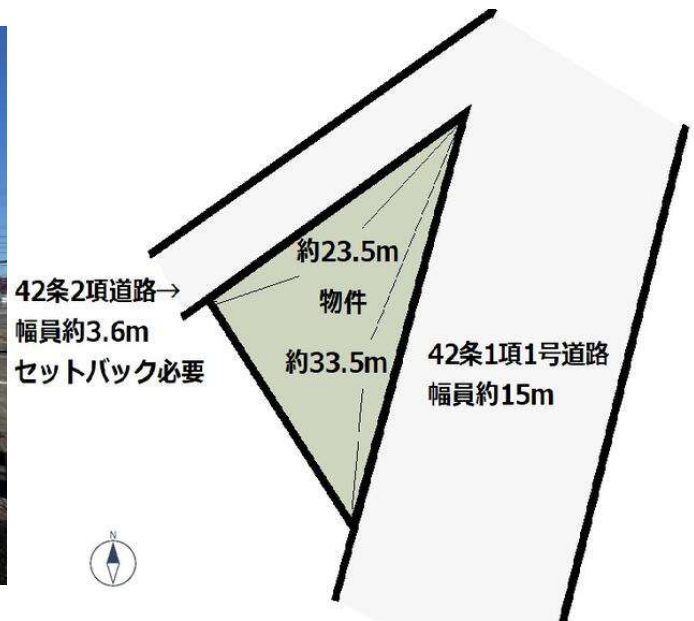 約23.5m
物件
42条2項道路→
幅員約3.6m
セットバック必要
約33.5m
42条1項1号道路
幅員約15m
N